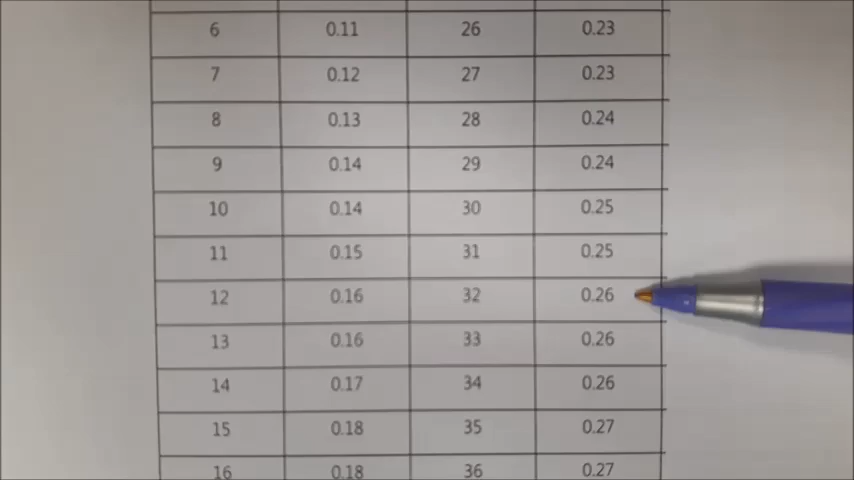 6 0.11 26 0.23
7 0.12 27 0.23
8 0.13 28 0.24
9 0.14 29 0.24
10 0.14 30 0.25
11 0.15 31 0.25
12 0.16 32 0.26
13 0.16 33 0.26
14 0.17 34 0.26
15 0.18 35 0.27
16 0.18 36 0.27